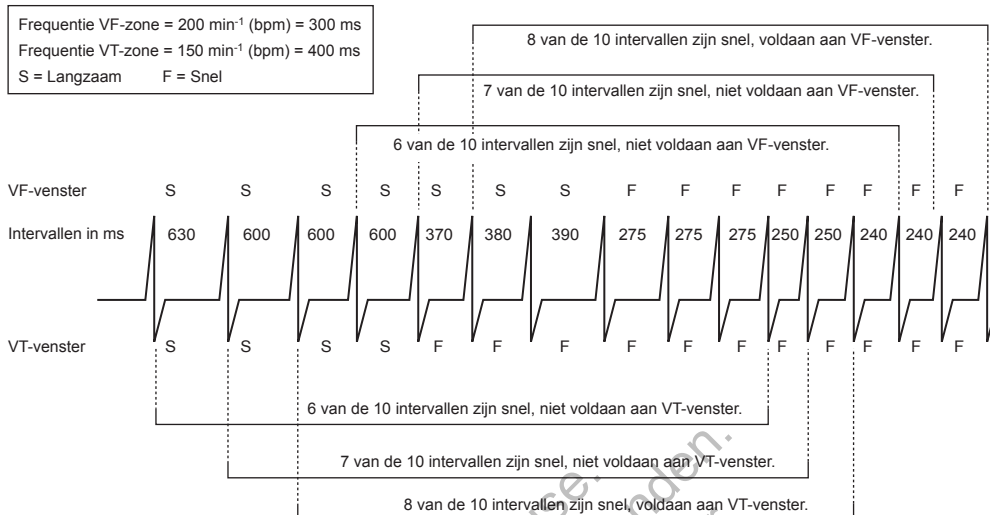 Frequentie VF-zone = 200 min⁻¹ (bpm) = 300 ms
Frequentie VT-zone = 150 min⁻¹ (bpm) = 400 ms
S = Langzaam F = Snel
8 van de 10 intervallen zijn snel, voldaan aan VF-venster.
7 van de 10 intervallen zijn snel, niet voldaan aan VF-venster.
6 van de 10 intervallen zijn snel, niet voldaan aan VF-venster.
VF-venster S S S S S S S F F F F F F F F
Intervallen in ms 630 600 600 600 370 380 390 275 275 275 250 250 240 240 240
VT-venster S S S S F F F F F F F F F F F
6 van de 10 intervallen zijn snel, niet voldaan aan VT-venster.
7 van de 10 intervallen zijn snel, niet voldaan aan VT-venster.
8 van de 10 intervallen zijn snel, voldaan aan VT-venster.